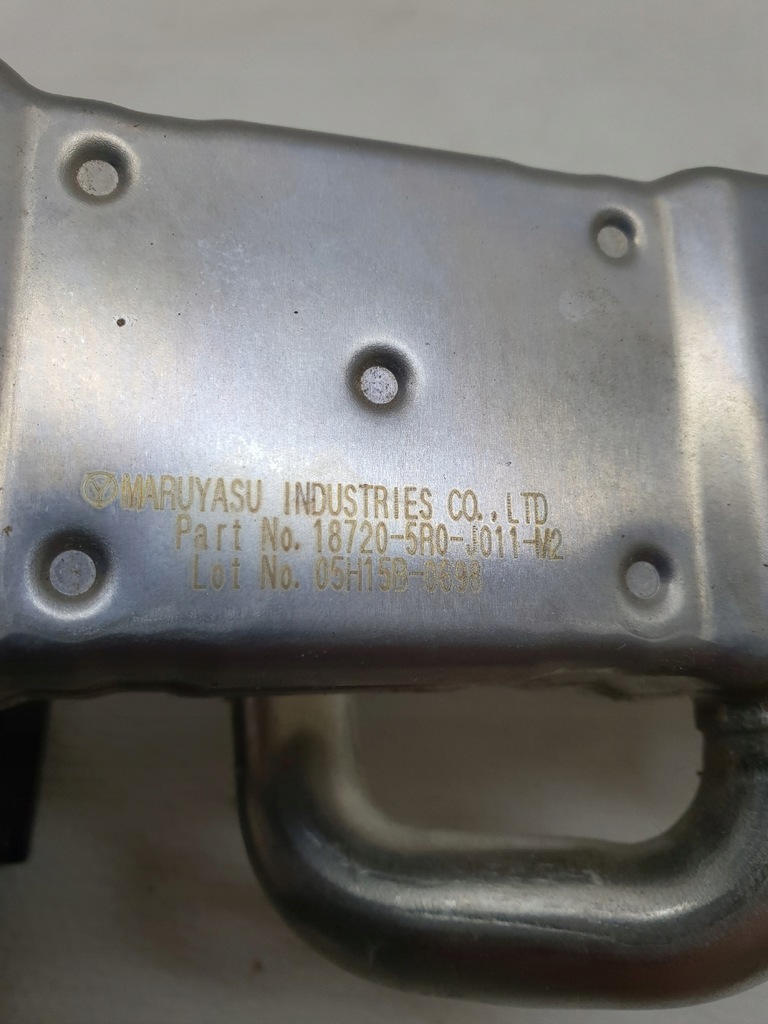 MARUYASU INDUSTRIES CO., LTD
Part No. 18720-5R0-J011-M2
Lot No. 05H15B-0698